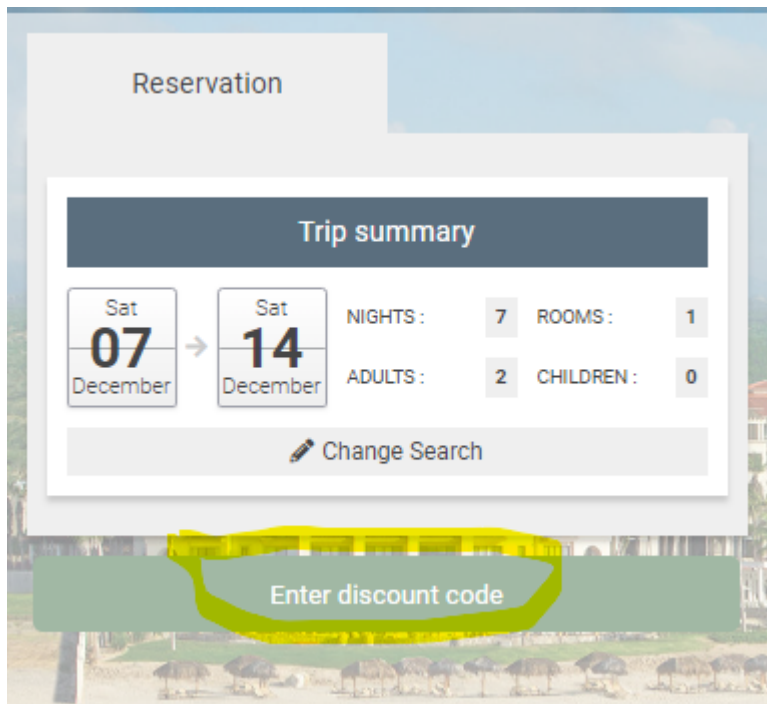 Reservation
Trip summary
Sat
07
December
Sat
14
December
NIGHTS : 7 ROOMS : 1
ADULTS : 2 CHILDREN : 0
Change Search
Enter discount code